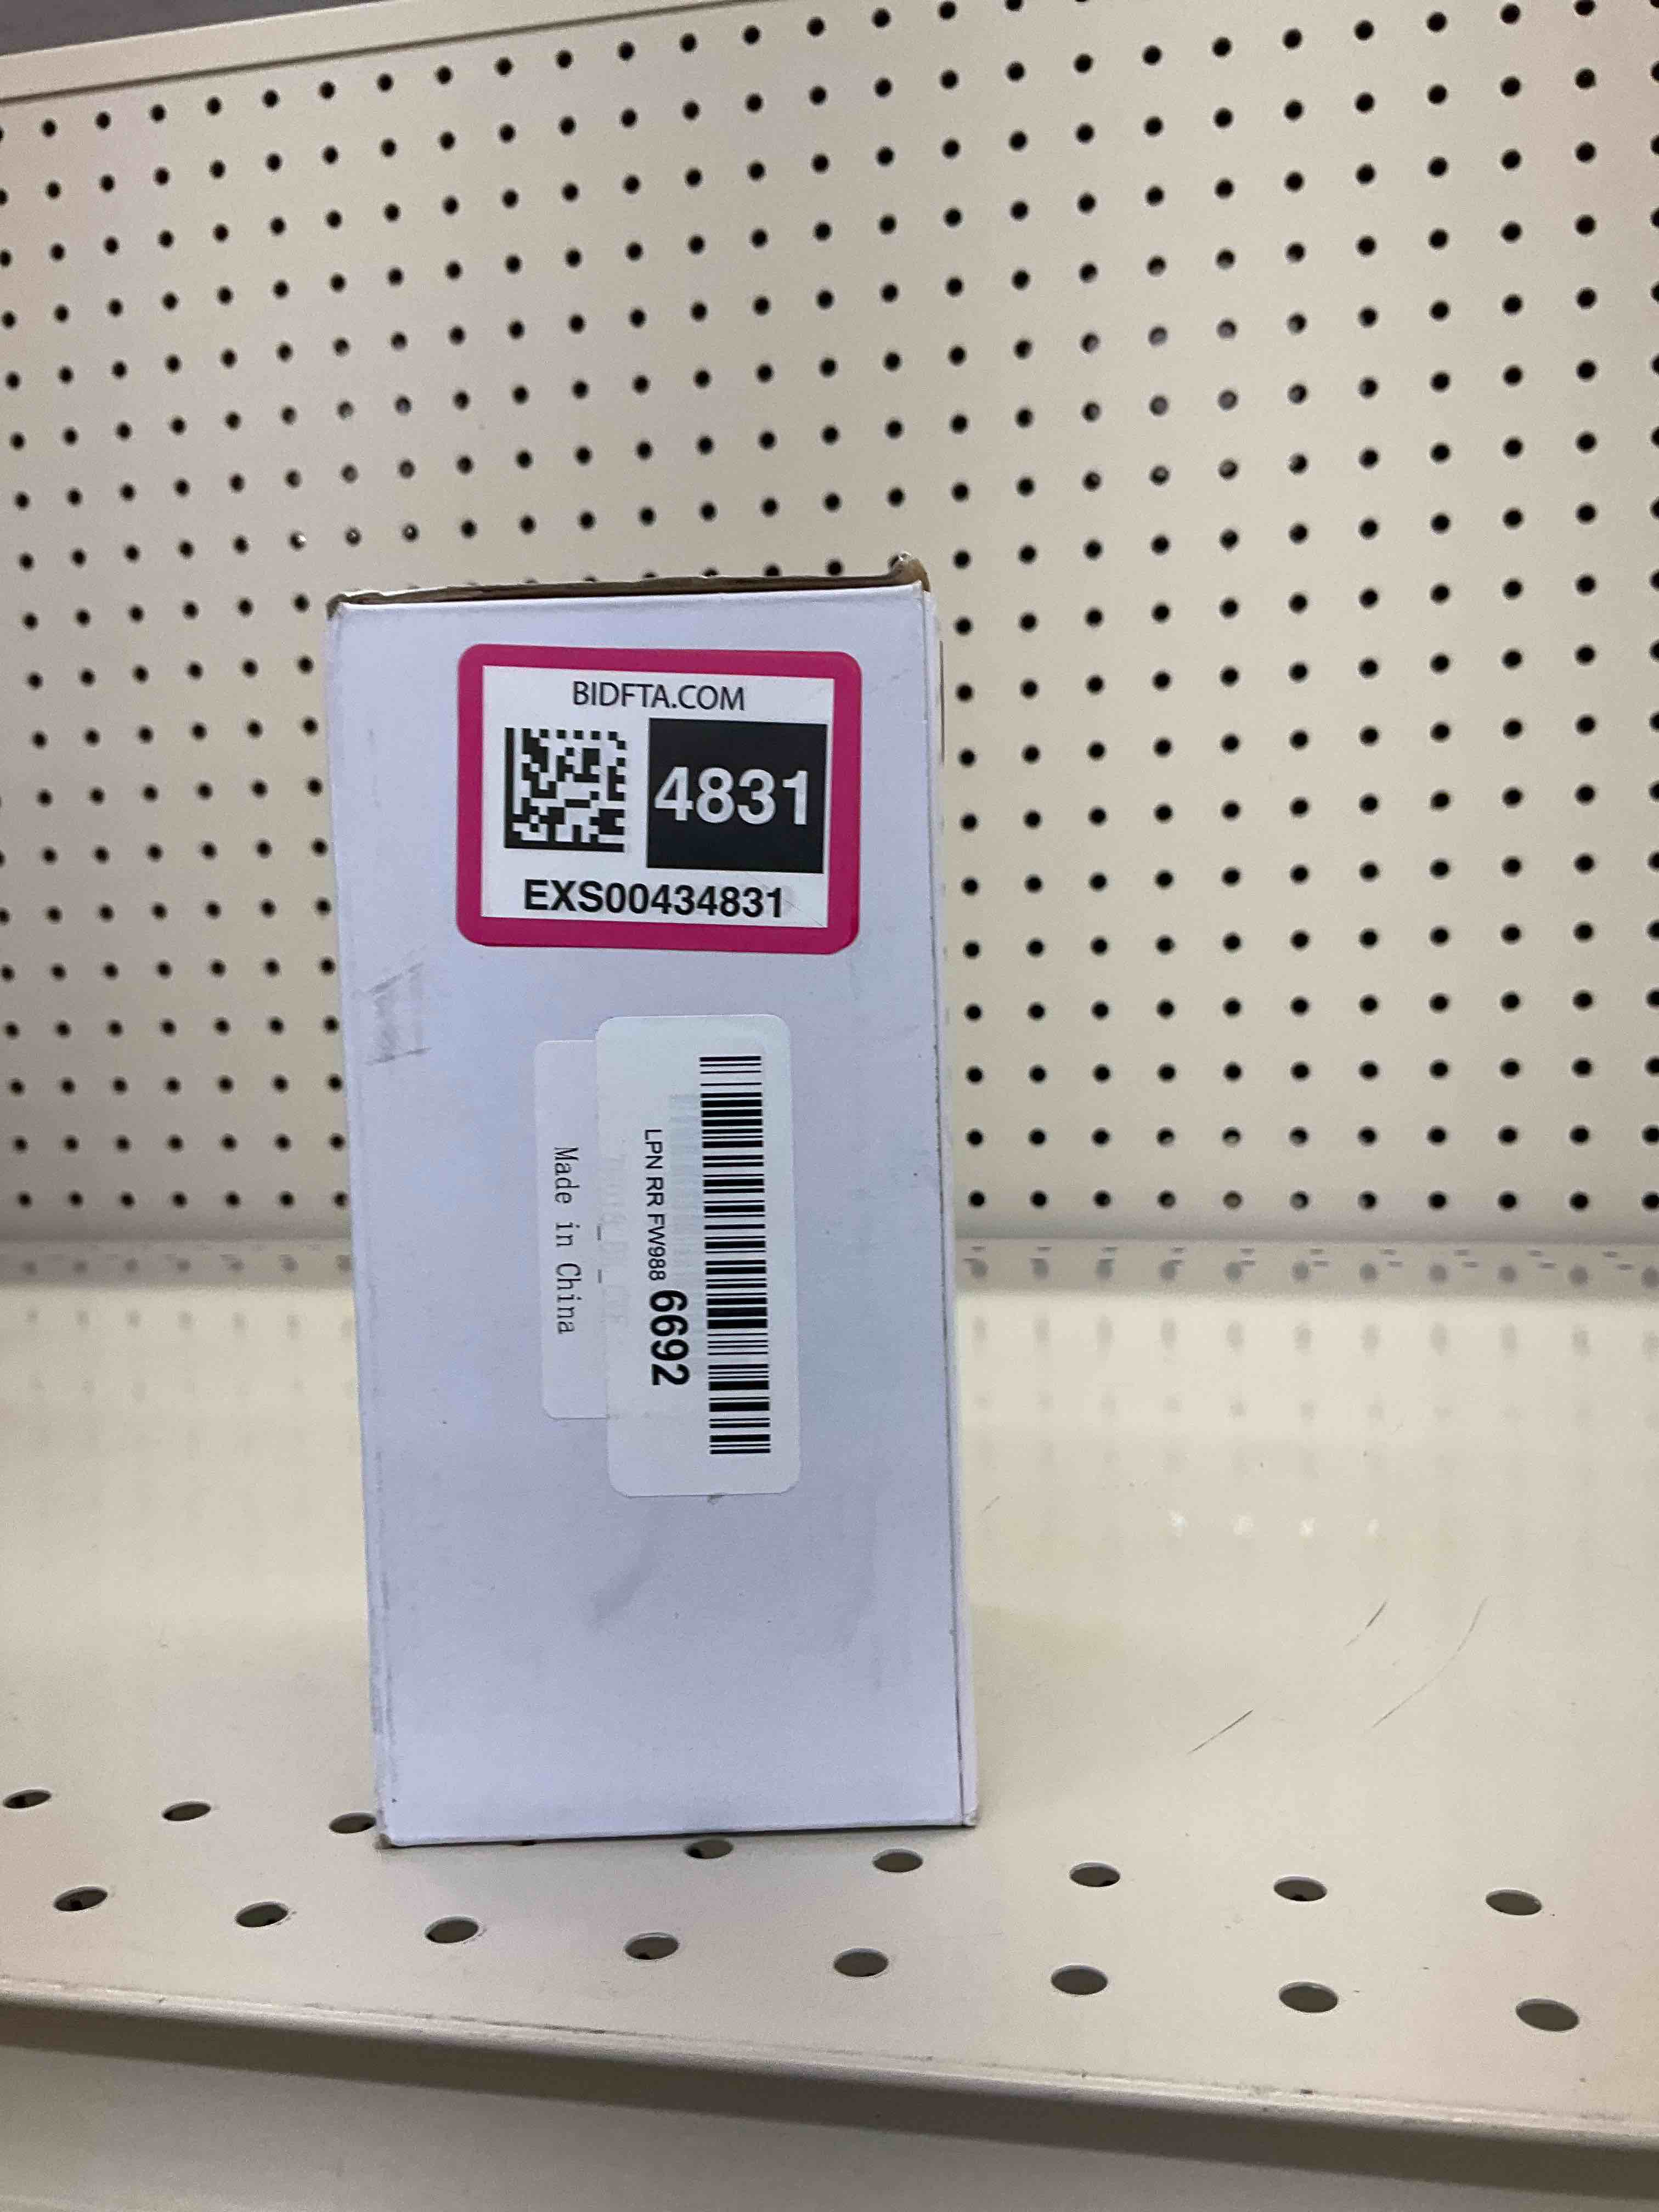 BIDFTA.COM
4831
EXS00434831
LPN RR FW988 6692
Made in China